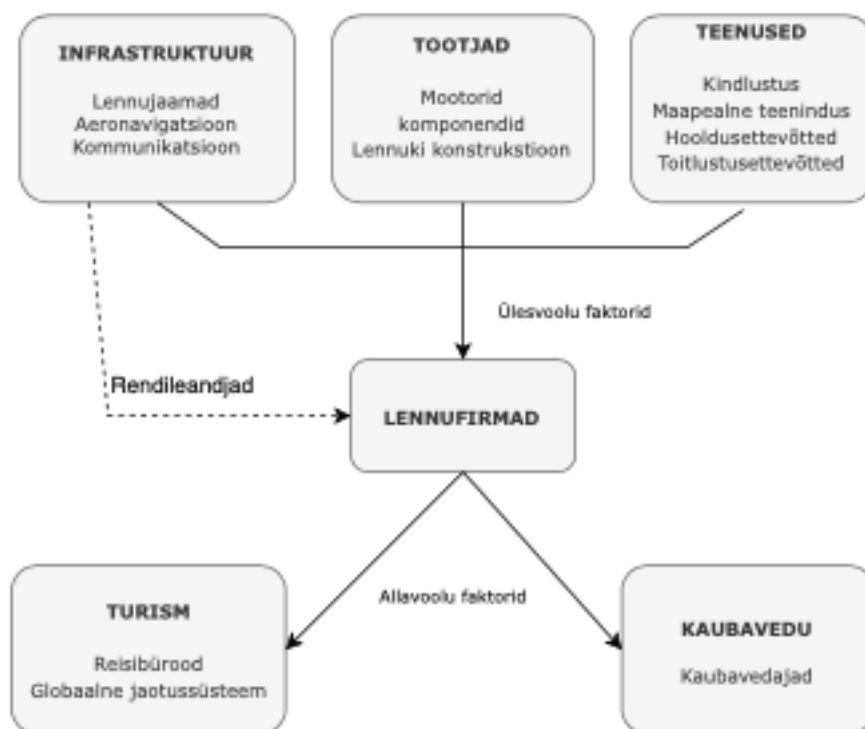 INFRASTRUKTUUR
Lennujaamad
Aeronavigatsioon
Kommunikatsioon
TOOTJAD
Mootorid
komponendid
Lennuki konstrukstioon
TEENUSED
Kindlustus
Maapealne teenindus
Hooldusettevõtted
Toitlustusettevõtted
Ülesvoolu faktorid
Rendileandjad
LENNUFIRMAD
Allavoolu faktorid
TURISM
Reisibürood
Globaalne jaotussüsteem
KAUBAVEDU
Kaubavedajad